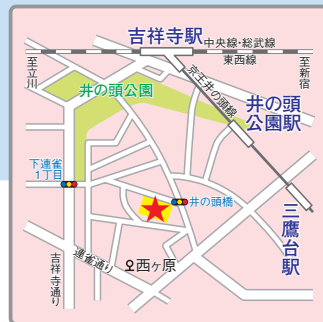 吉祥寺駅
中央線・総武線
東西線
至立川
至新宿
京王井の頭線
井の頭公園
井の頭
公園駅
下連雀
1丁目
井の頭橋
三鷹台駅
連雀通り
西ヶ原
吉祥寺通り